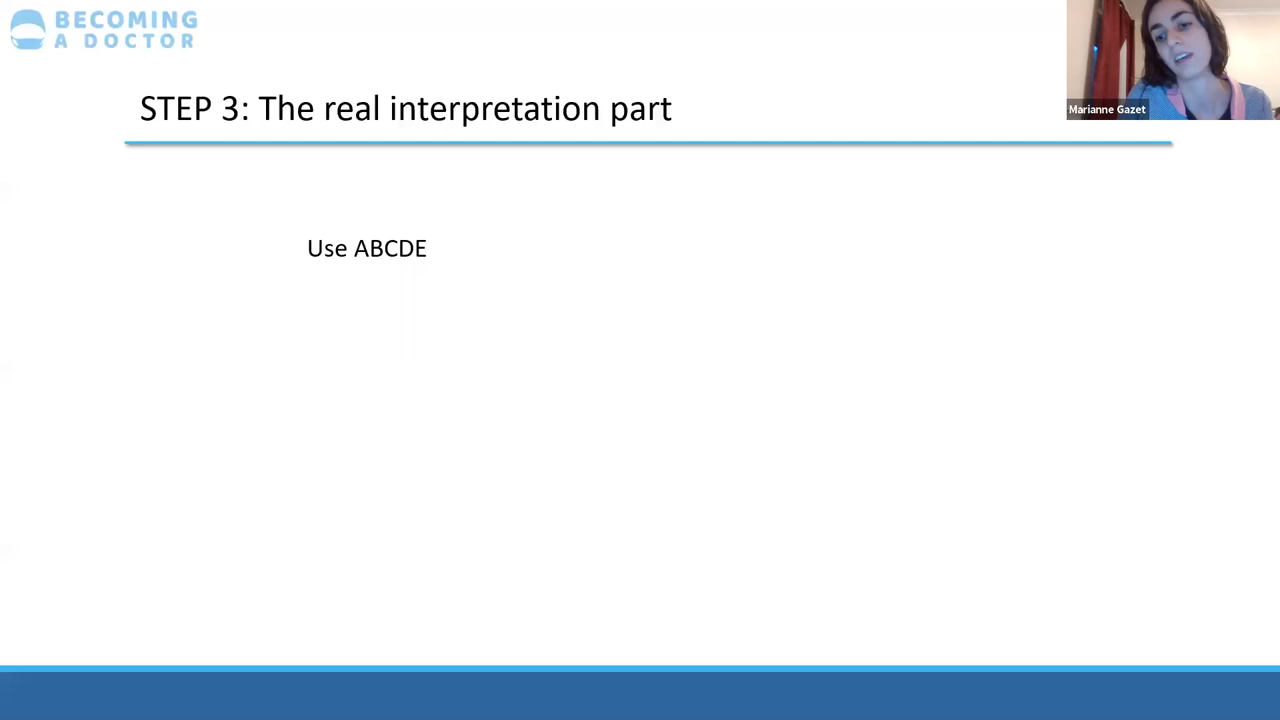 BECOMING
A DOCTOR
Marianne Gazet
STEP 3: The real interpretation part
Use ABCDE